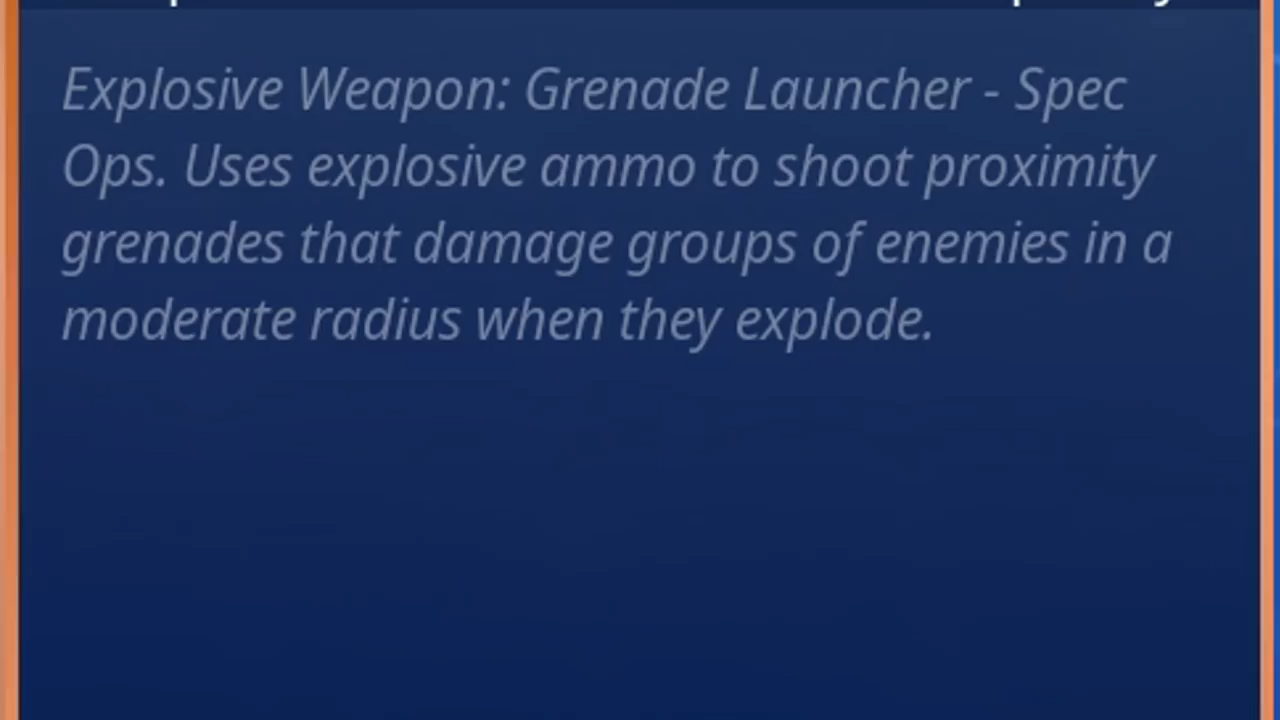 Explosive Weapon: Grenade Launcher - Spec
Ops. Uses explosive ammo to shoot proximity
grenades that damage groups of enemies in a
moderate radius when they explode.